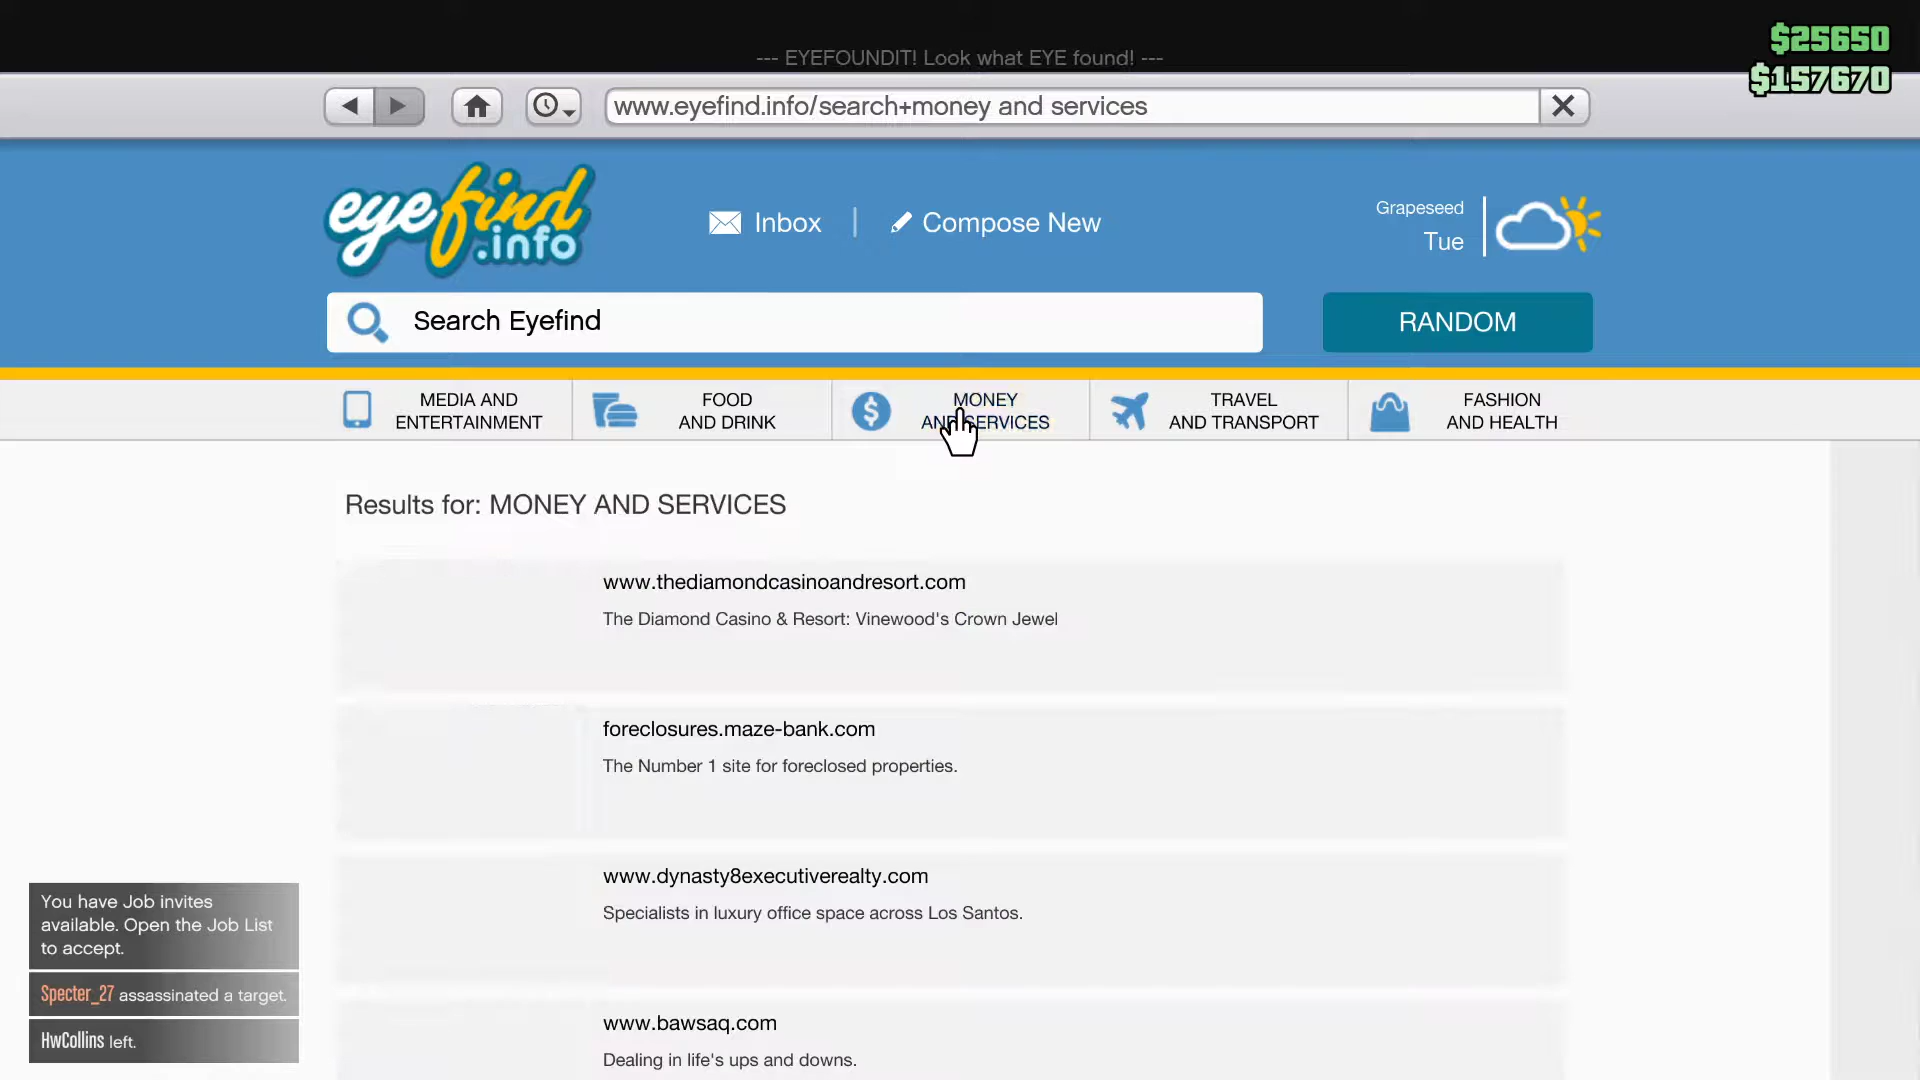 $25650
--- EYEFOUNDIT! Look what EYE found! ---
$157670
www.eyefind.info/search+money and services
eyefind
.info
Inbox
Compose New
Grapeseed
Tue
Search Eyefind
RANDOM
MEDIA AND
ENTERTAINMENT
FOOD
AND DRINK
MONEY
AND SERVICES
TRAVEL
AND TRANSPORT
FASHION
AND HEALTH
Results for: MONEY AND SERVICES
www.thediamondcasinoandresort.com
The Diamond Casino & Resort: Vinewood's Crown Jewel
foreclosures.maze-bank.com
The Number 1 site for foreclosed properties.
www.dynasty8executiverealty.com
Specialists in luxury office space across Los Santos.
www.bawsaq.com
Dealing in life's ups and downs.
You have Job invites
available. Open the Job List
to accept.
Specter_27 assassinated a target.
HwCollins left.